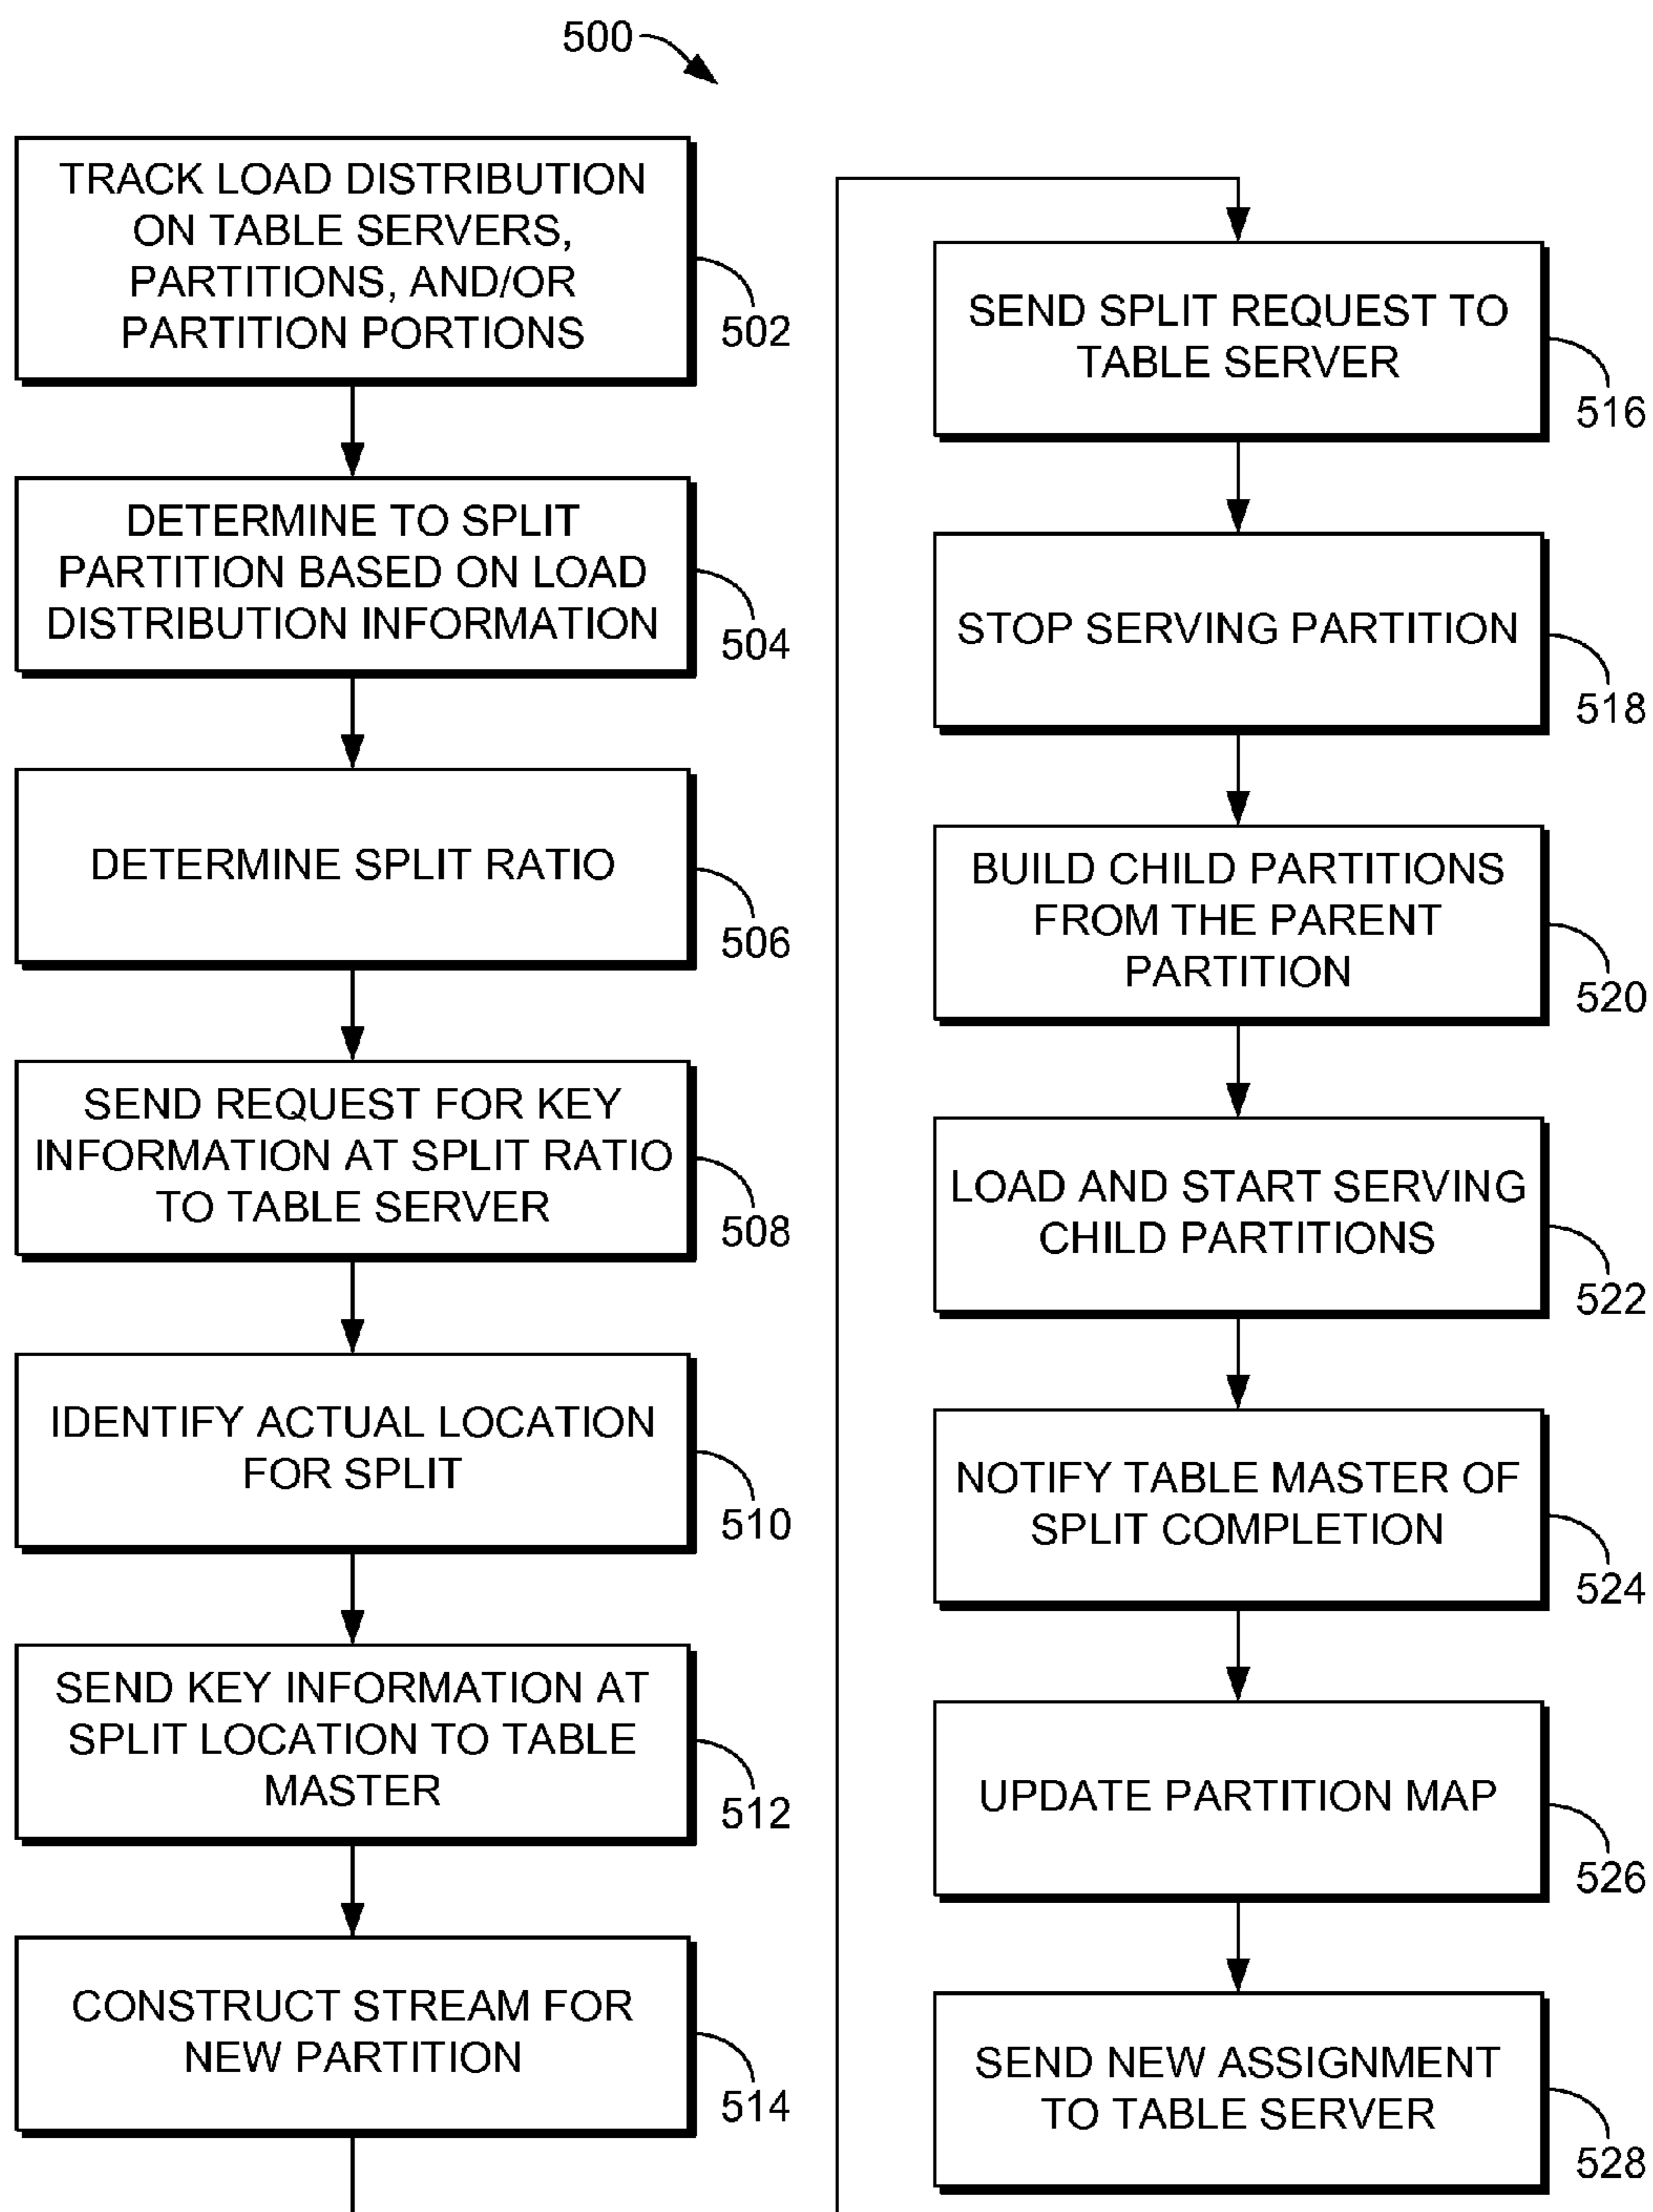 500
TRACK LOAD DISTRIBUTION
ON TABLE SERVERS,
PARTITIONS, AND/OR
PARTITION PORTIONS
502
DETERMINE TO SPLIT
PARTITION BASED ON LOAD
DISTRIBUTION INFORMATION
504
DETERMINE SPLIT RATIO
506
SEND REQUEST FOR KEY
INFORMATION AT SPLIT RATIO
TO TABLE SERVER
508
IDENTIFY ACTUAL LOCATION
FOR SPLIT
510
SEND KEY INFORMATION AT
SPLIT LOCATION TO TABLE
MASTER
512
CONSTRUCT STREAM FOR
NEW PARTITION
514
SEND SPLIT REQUEST TO
TABLE SERVER
516
STOP SERVING PARTITION
518
BUILD CHILD PARTITIONS
FROM THE PARENT
PARTITION
520
LOAD AND START SERVING
CHILD PARTITIONS
522
NOTIFY TABLE MASTER OF
SPLIT COMPLETION
524
UPDATE PARTITION MAP
526
SEND NEW ASSIGNMENT
TO TABLE SERVER
528